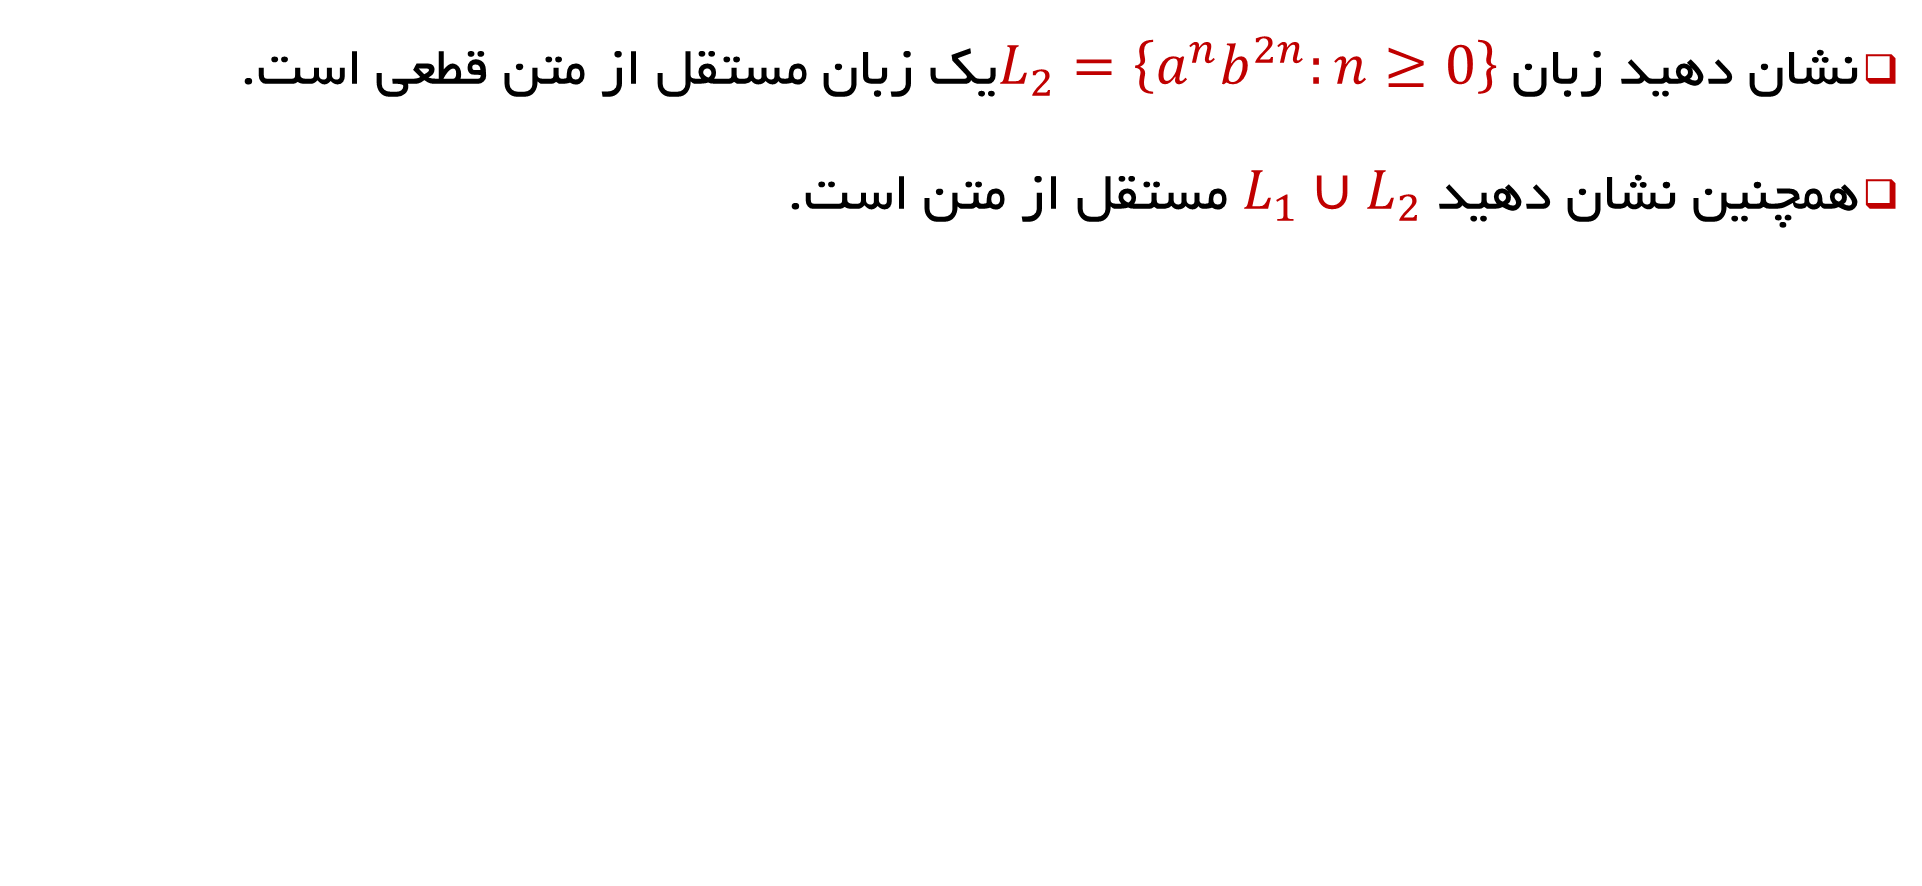 ❑نشان دهید زبان $L_2 = \{a^n b^{2n} : n \geq 0\}$یک زبان مستقل از متن قطعی است.
❑همچنین نشان دهید $L_1 \cup L_2$ مستقل از متن است.